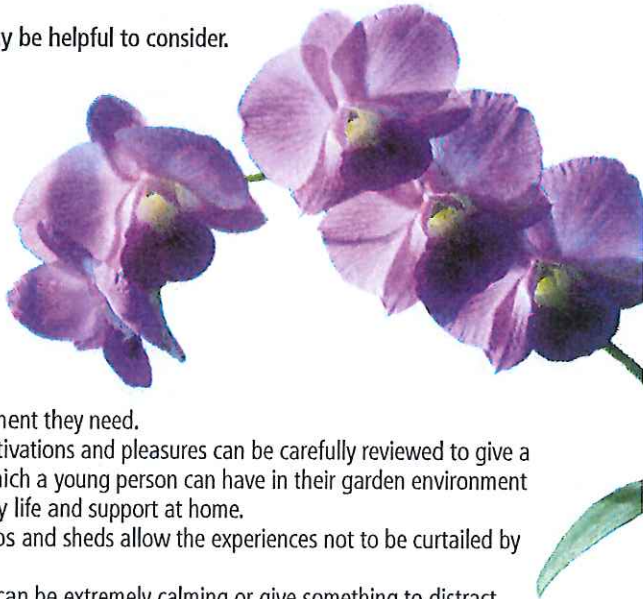 y be helpful to consider.
ment they need.
tivations and pleasures can be carefully reviewed to give a
hich a young person can have in their garden environment
y life and support at home.
os and sheds allow the experiences not to be curtailed by
can be extremely calming or give something to distract